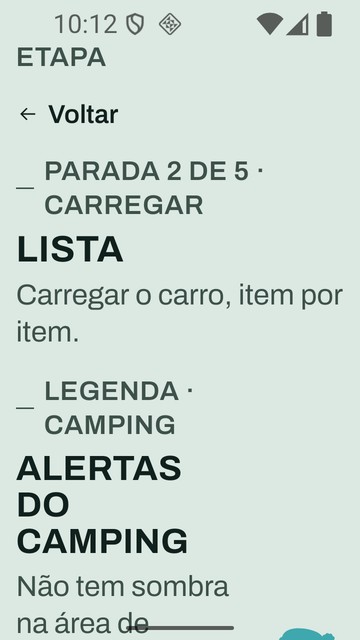 10:12
ETAPA
← Voltar
— PARADA 2 DE 5 ·
CARREGAR
LISTA
Carregar o carro, item por
item.
— LEGENDA ·
CAMPING
ALERTAS
DO
CAMPING
Não tem sombra
na área de